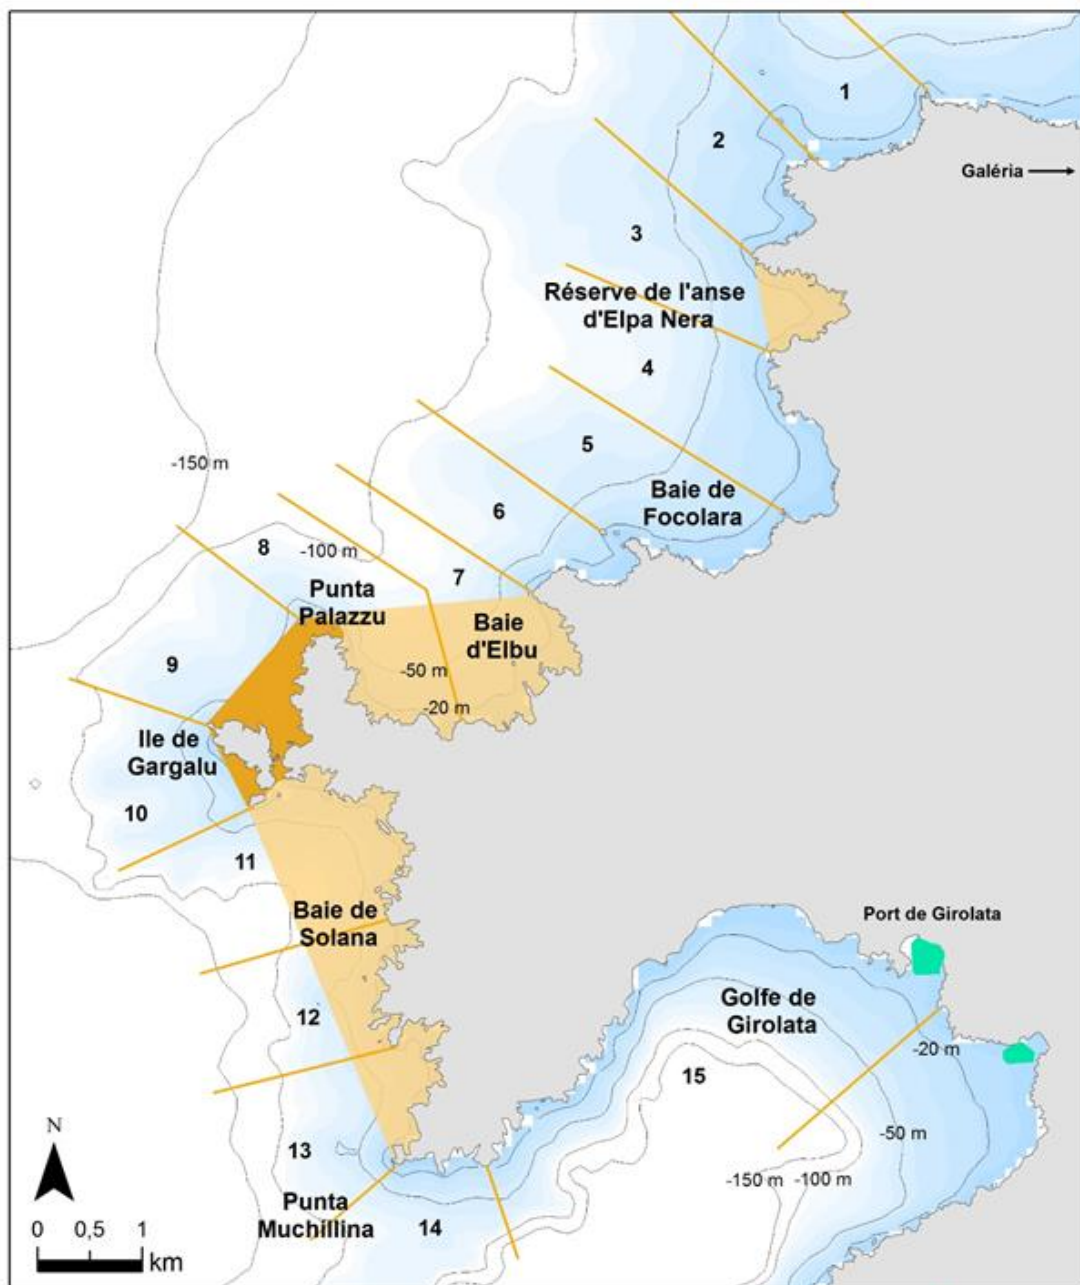 1
2
Galéria
3
Réserve de l'anse
d'Elpa Nera
4
5
-150 m
Baie de
Focolara
6
8
-100 m
7
Punta
Palazzu
Baie
d'Elbu
9
-50 m
-20 m
Ile de
Gargalu
10
11
Baie de
Solana
Port de Girolata
Golfe de
Girolata
12
-20 m
15
-50 m
13
-150 m
-100 m
Punta
Muchillina
14
N
0 0,5 1
km